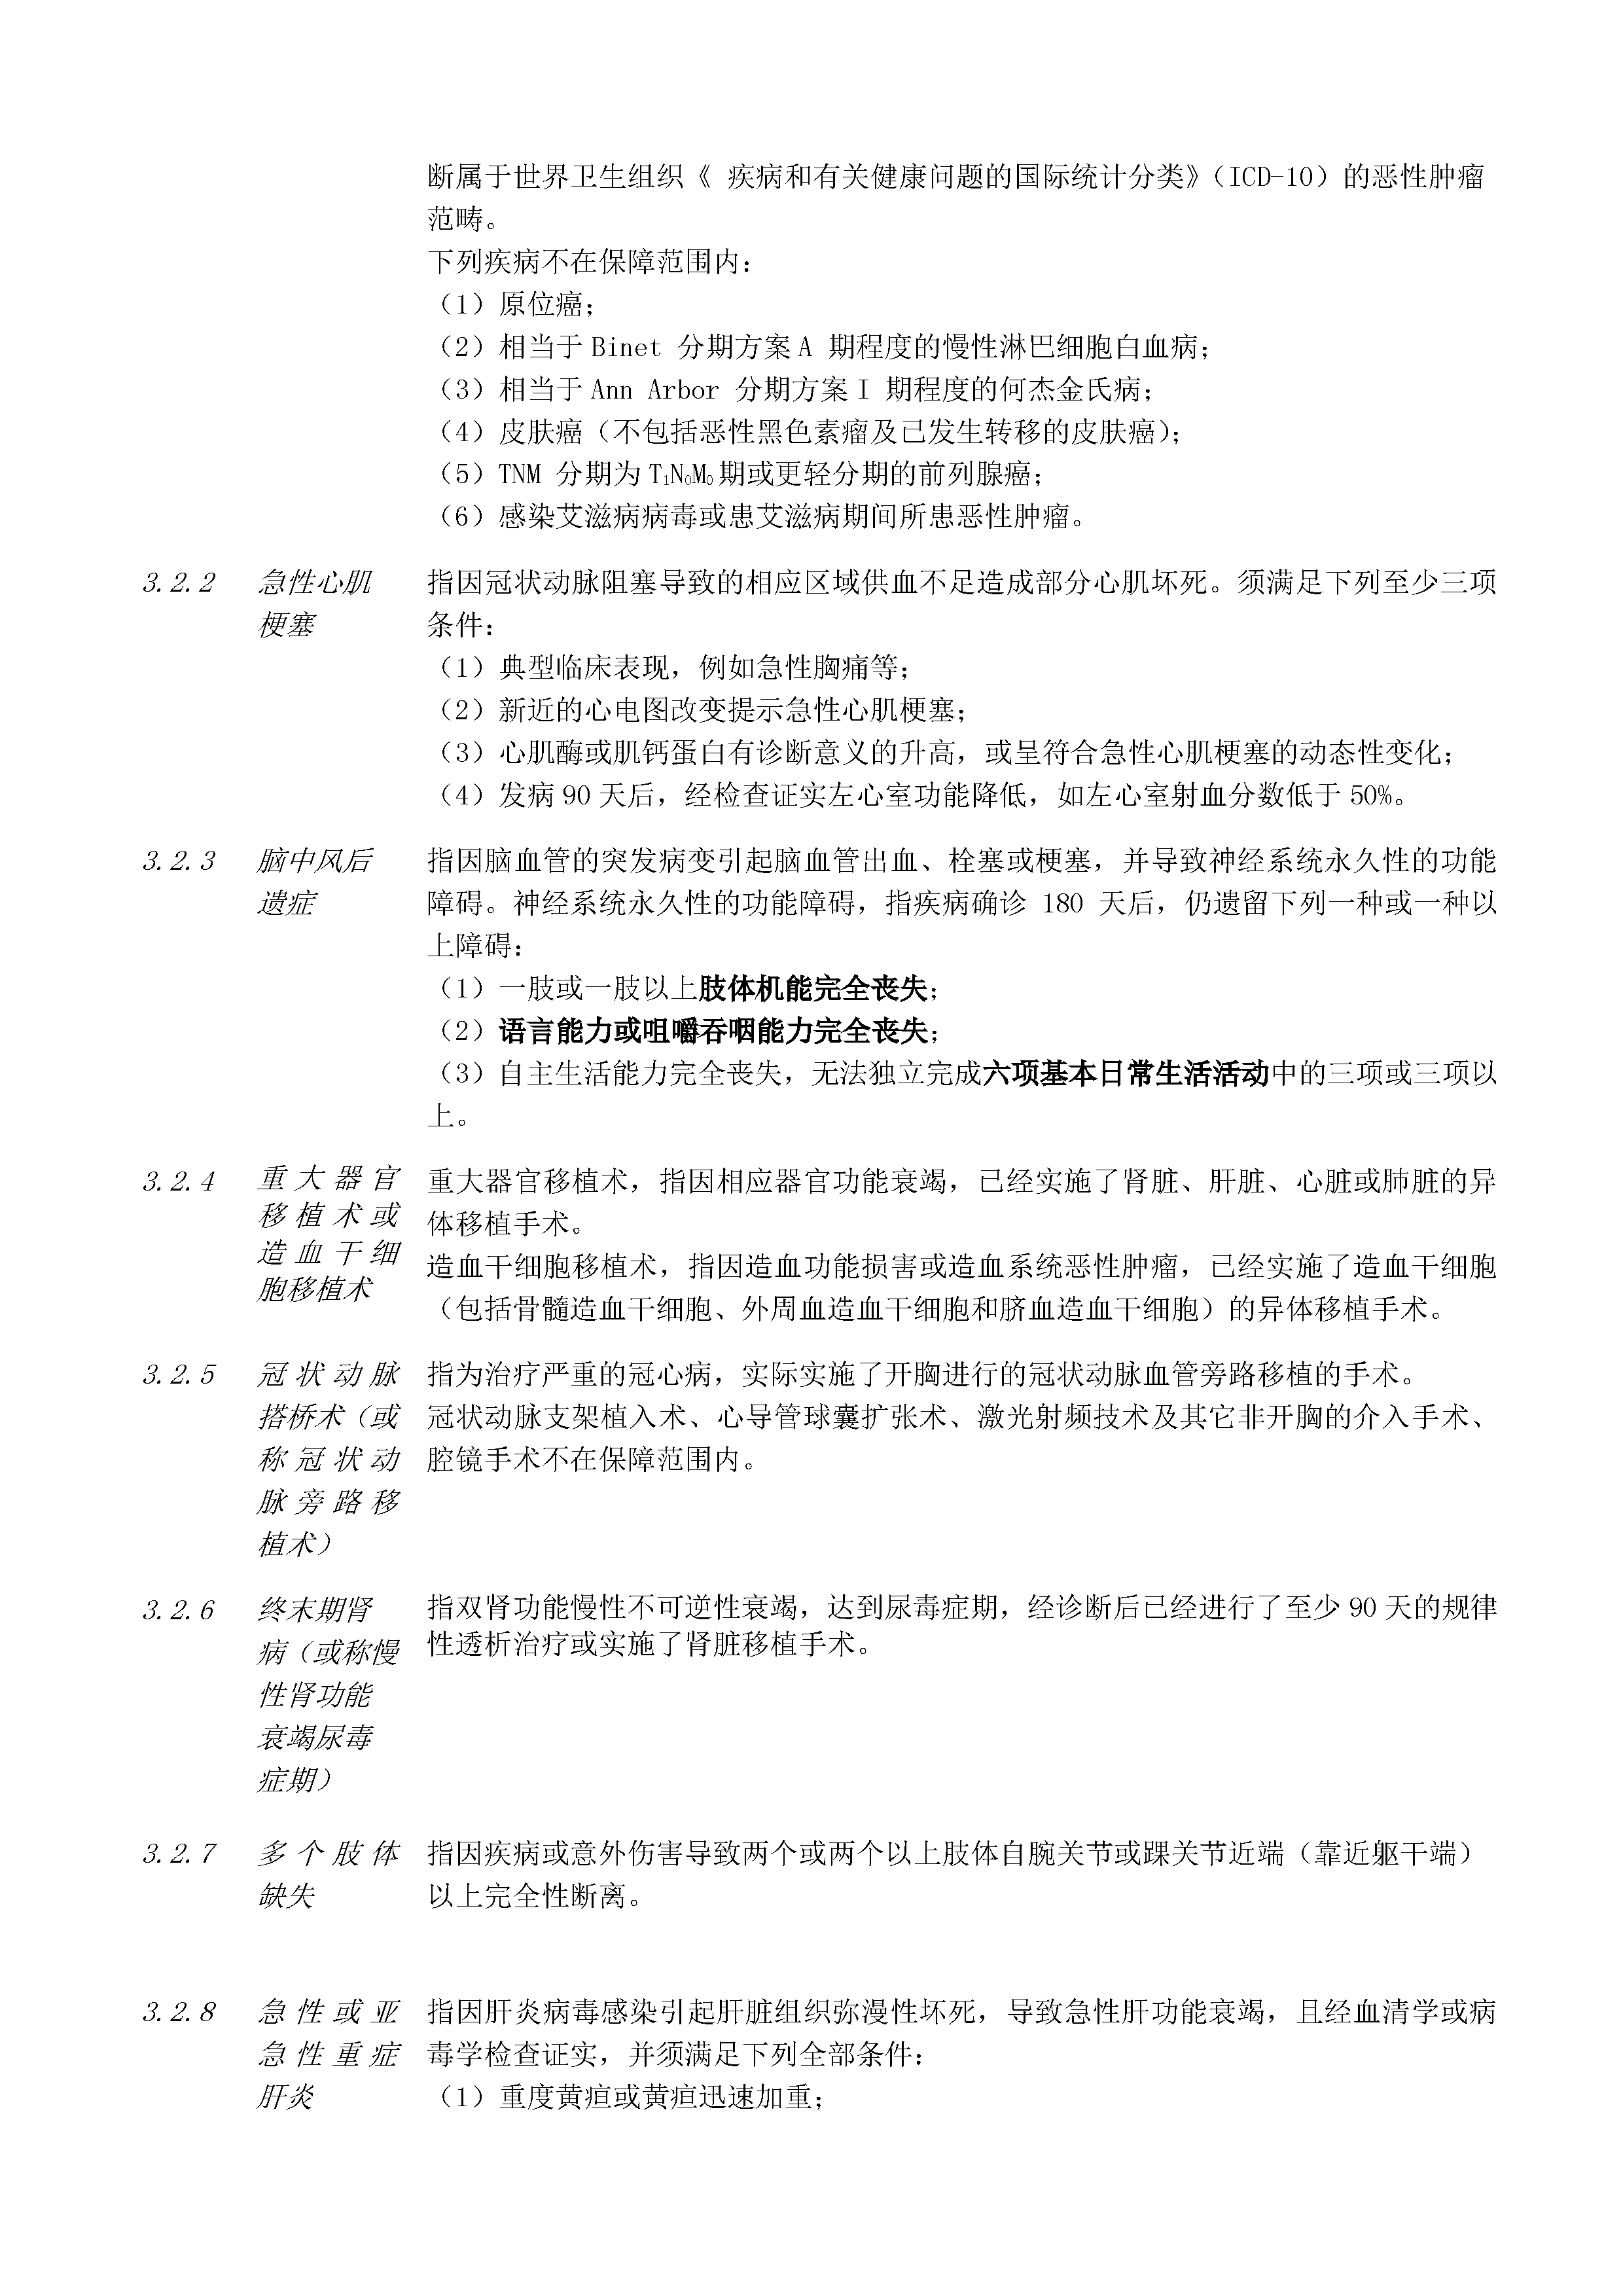 断属于世界卫生组织《 疾病和有关健康问题的国际统计分类》（ICD-10）的恶性肿瘤
范畴。
下列疾病不在保障范围内：
（1）原位癌；
（2）相当于Binet 分期方案A 期程度的慢性淋巴细胞白血病；
（3）相当于Ann Arbor 分期方案I 期程度的何杰金氏病；
（4）皮肤癌（不包括恶性黑色素瘤及已发生转移的皮肤癌）；
（5）TNM 分期为T₁N₀M₀期或更轻分期的前列腺癌；
（6）感染艾滋病病毒或患艾滋病期间所患恶性肿瘤。
3.2.2 急性心肌 指因冠状动脉阻塞导致的相应区域供血不足造成部分心肌坏死。须满足下列至少三项
梗塞 条件：
（1）典型临床表现，例如急性胸痛等；
（2）新近的心电图改变提示急性心肌梗塞；
（3）心肌酶或肌钙蛋白有诊断意义的升高，或呈符合急性心肌梗塞的动态性变化；
（4）发病90天后，经检查证实左心室功能降低，如左心室射血分数低于50%。
3.2.3 脑中风后 指因脑血管的突发病变引起脑血管出血、栓塞或梗塞，并导致神经系统永久性的功能
遗症 障碍。神经系统永久性的功能障碍，指疾病确诊 180 天后，仍遗留下列一种或一种以
上障碍：
（1）一肢或一肢以上肢体机能完全丧失；
（2）语言能力或咀嚼吞咽能力完全丧失；
（3）自主生活能力完全丧失，无法独立完成六项基本日常生活活动中的三项或三项以
上。
3.2.4 重大器官 重大器官移植术，指因相应器官功能衰竭，已经实施了肾脏、肝脏、心脏或肺脏的异
移植术或 体移植手术。
造血干细 造血干细胞移植术，指因造血功能损害或造血系统恶性肿瘤，已经实施了造血干细胞
胞移植术 （包括骨髓造血干细胞、外周血造血干细胞和脐血造血干细胞）的异体移植手术。
3.2.5 冠状动脉 指为治疗严重的冠心病，实际实施了开胸进行的冠状动脉血管旁路移植的手术。
搭桥术（或 冠状动脉支架植入术、心导管球囊扩张术、激光射频技术及其它非开胸的介入手术、
称冠状动 腔镜手术不在保障范围内。
脉旁路移
植术）
3.2.6 终末期肾 指双肾功能慢性不可逆性衰竭，达到尿毒症期，经诊断后已经进行了至少90天的规律
病（或称慢 性透析治疗或实施了肾脏移植手术。
性肾功能
衰竭尿毒
症期）
3.2.7 多个肢体 指因疾病或意外伤害导致两个或两个以上肢体自腕关节或踝关节近端（靠近躯干端）
缺失 以上完全性断离。
3.2.8 急性或亚 指因肝炎病毒感染引起肝脏组织弥漫性坏死，导致急性肝功能衰竭，且经血清学或病
急性重症 毒学检查证实，并须满足下列全部条件：
肝炎 （1）重度黄疸或黄疸迅速加重；